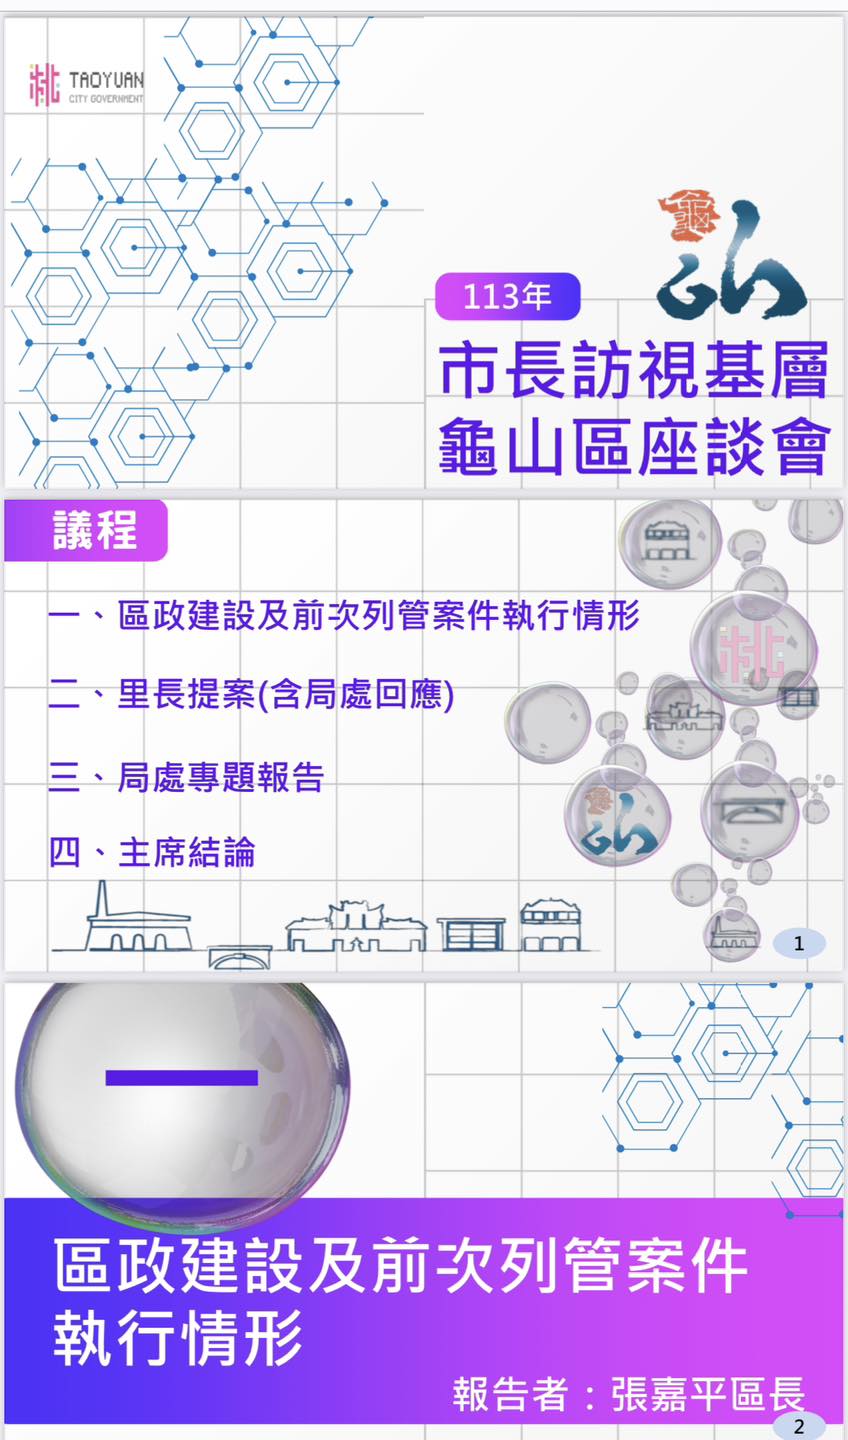 TAOYUAN
CITY GOVERNMENT
龜山
113年
市長訪視基層
龜山區座談會
議程
一、區政建設及前次列管案件執行情形
二、里長提案(含局處回應)
三、局處專題報告
四、主席結論
1
一
區政建設及前次列管案件
執行情形
報告者：張嘉平區長
2